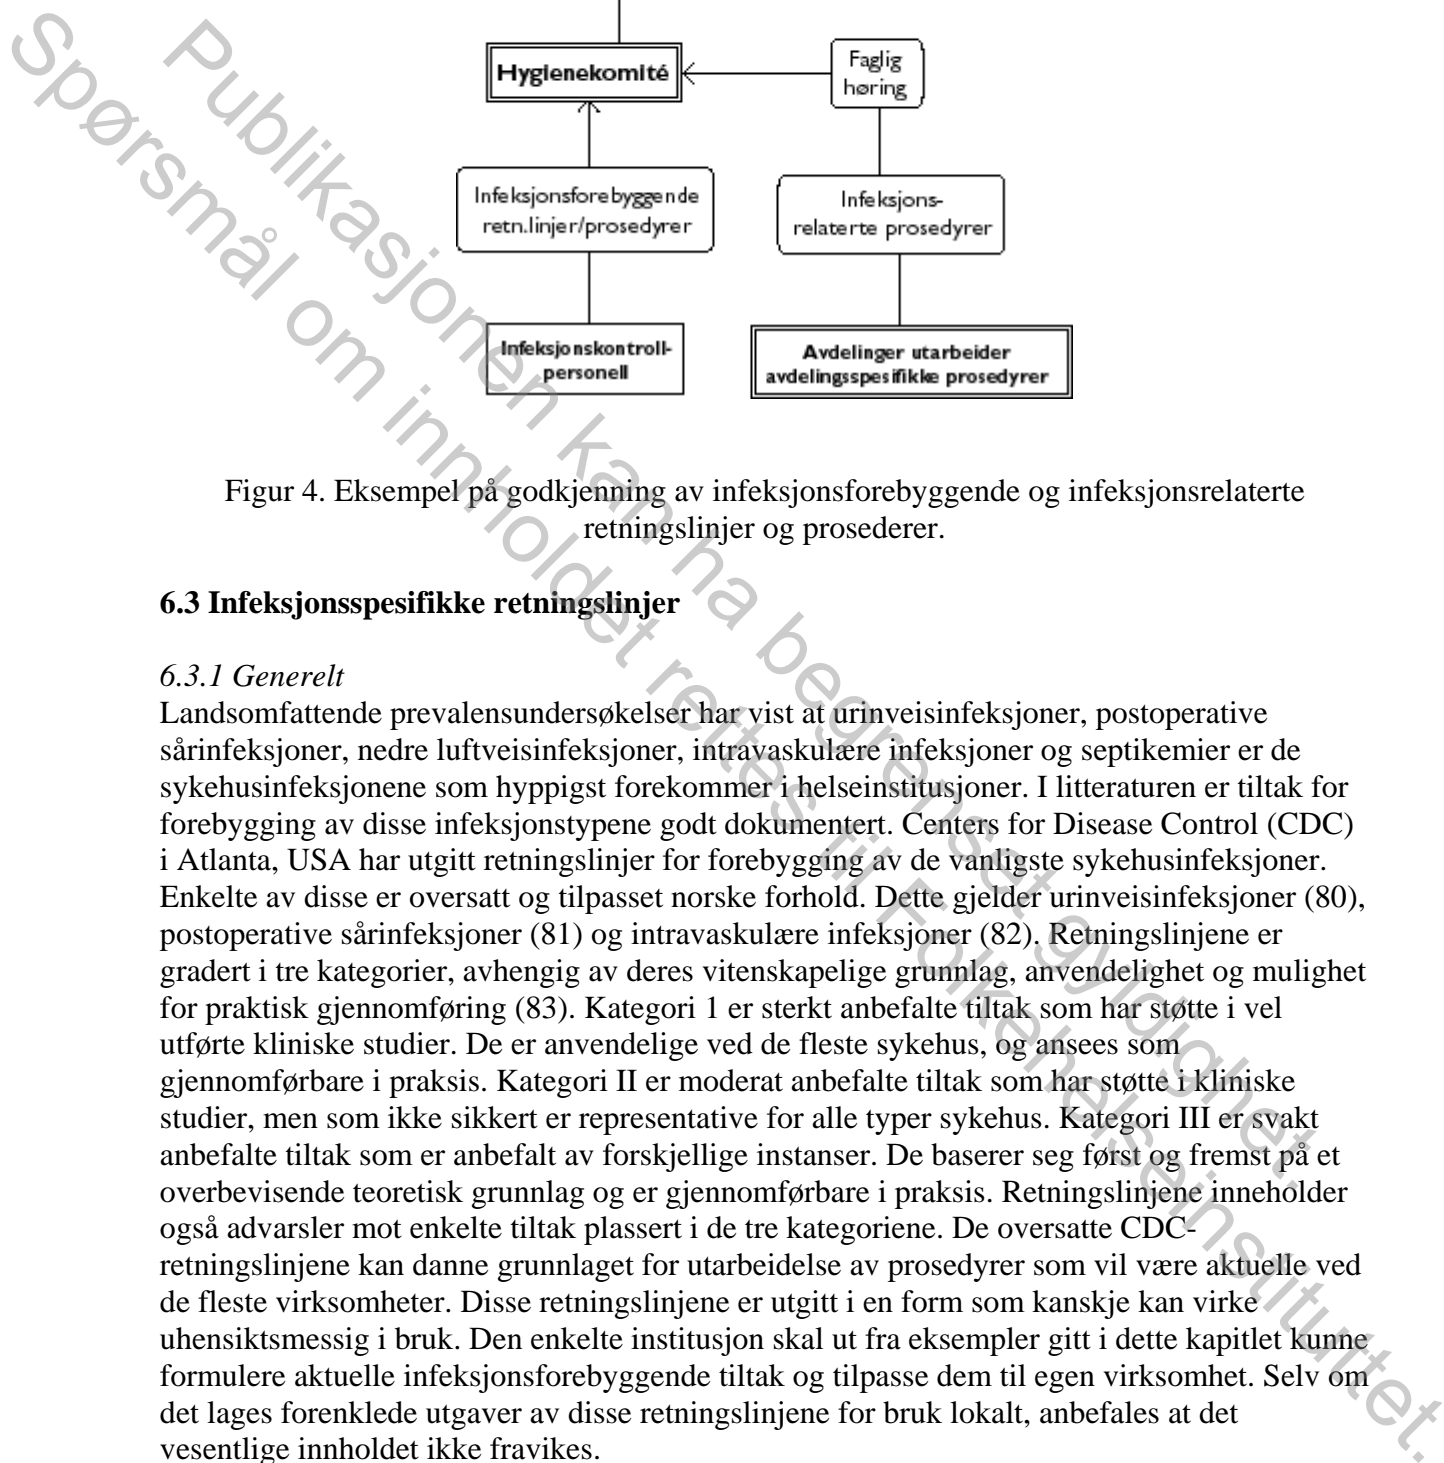 Hygienekomité
Faglig
høring
Infeksjonsforebyggende
retn.linjer/prosedyrer
Infeksjons-
relaterte prosedyrer
Infeksjonskontroll-
personell
Avdelinger utarbeider
avdelingsspesifikke prosedyrer
Figur 4. Eksempel på godkjenning av infeksjonsforebyggende og infeksjonsrelaterte
retningslinjer og prosederer.
6.3 Infeksjonsspesifikke retningslinjer
6.3.1 Generelt
Landsomfattende prevalensundersøkelser har vist at urinveisinfeksjoner, postoperative
sårinfeksjoner, nedre luftveisinfeksjoner, intravaskulære infeksjoner og septikemier er de
sykehusinfeksjonene som hyppigst forekommer i helseinstitusjoner. I litteraturen er tiltak for
forebygging av disse infeksjonstypene godt dokumentert. Centers for Disease Control (CDC)
i Atlanta, USA har utgitt retningslinjer for forebygging av de vanligste sykehusinfeksjoner.
Enkelte av disse er oversatt og tilpasset norske forhold. Dette gjelder urinveisinfeksjoner (80),
postoperative sårinfeksjoner (81) og intravaskulære infeksjoner (82). Retningslinjene er
gradert i tre kategorier, avhengig av deres vitenskapelige grunnlag, anvendelighet og mulighet
for praktisk gjennomføring (83). Kategori 1 er sterkt anbefalte tiltak som har støtte i vel
utførte kliniske studier. De er anvendelige ved de fleste sykehus, og ansees som
gjennomførbare i praksis. Kategori II er moderat anbefalte tiltak som har støtte i kliniske
studier, men som ikke sikkert er representative for alle typer sykehus. Kategori III er svakt
anbefalte tiltak som er anbefalt av forskjellige instanser. De baserer seg først og fremst på et
overbevisende teoretisk grunnlag og er gjennomførbare i praksis. Retningslinjene inneholder
også advarsler mot enkelte tiltak plassert i de tre kategoriene. De oversatte CDC-
retningslinjene kan danne grunnlaget for utarbeidelse av prosedyrer som vil være aktuelle ved
de fleste virksomheter. Disse retningslinjene er utgitt i en form som kanskje kan virke
uhensiktsmessig i bruk. Den enkelte institusjon skal ut fra eksempler gitt i dette kapitlet kunne
formulere aktuelle infeksjonsforebyggende tiltak og tilpasse dem til egen virksomhet. Selv om
det lages forenklede utgaver av disse retningslinjene for bruk lokalt, anbefales at det
vesentlige innholdet ikke fravikes.
Publikasjonen kan ha begrenset gyldighet.
Spørsmål om innholdet rettes til Folkehelseinstituttet.